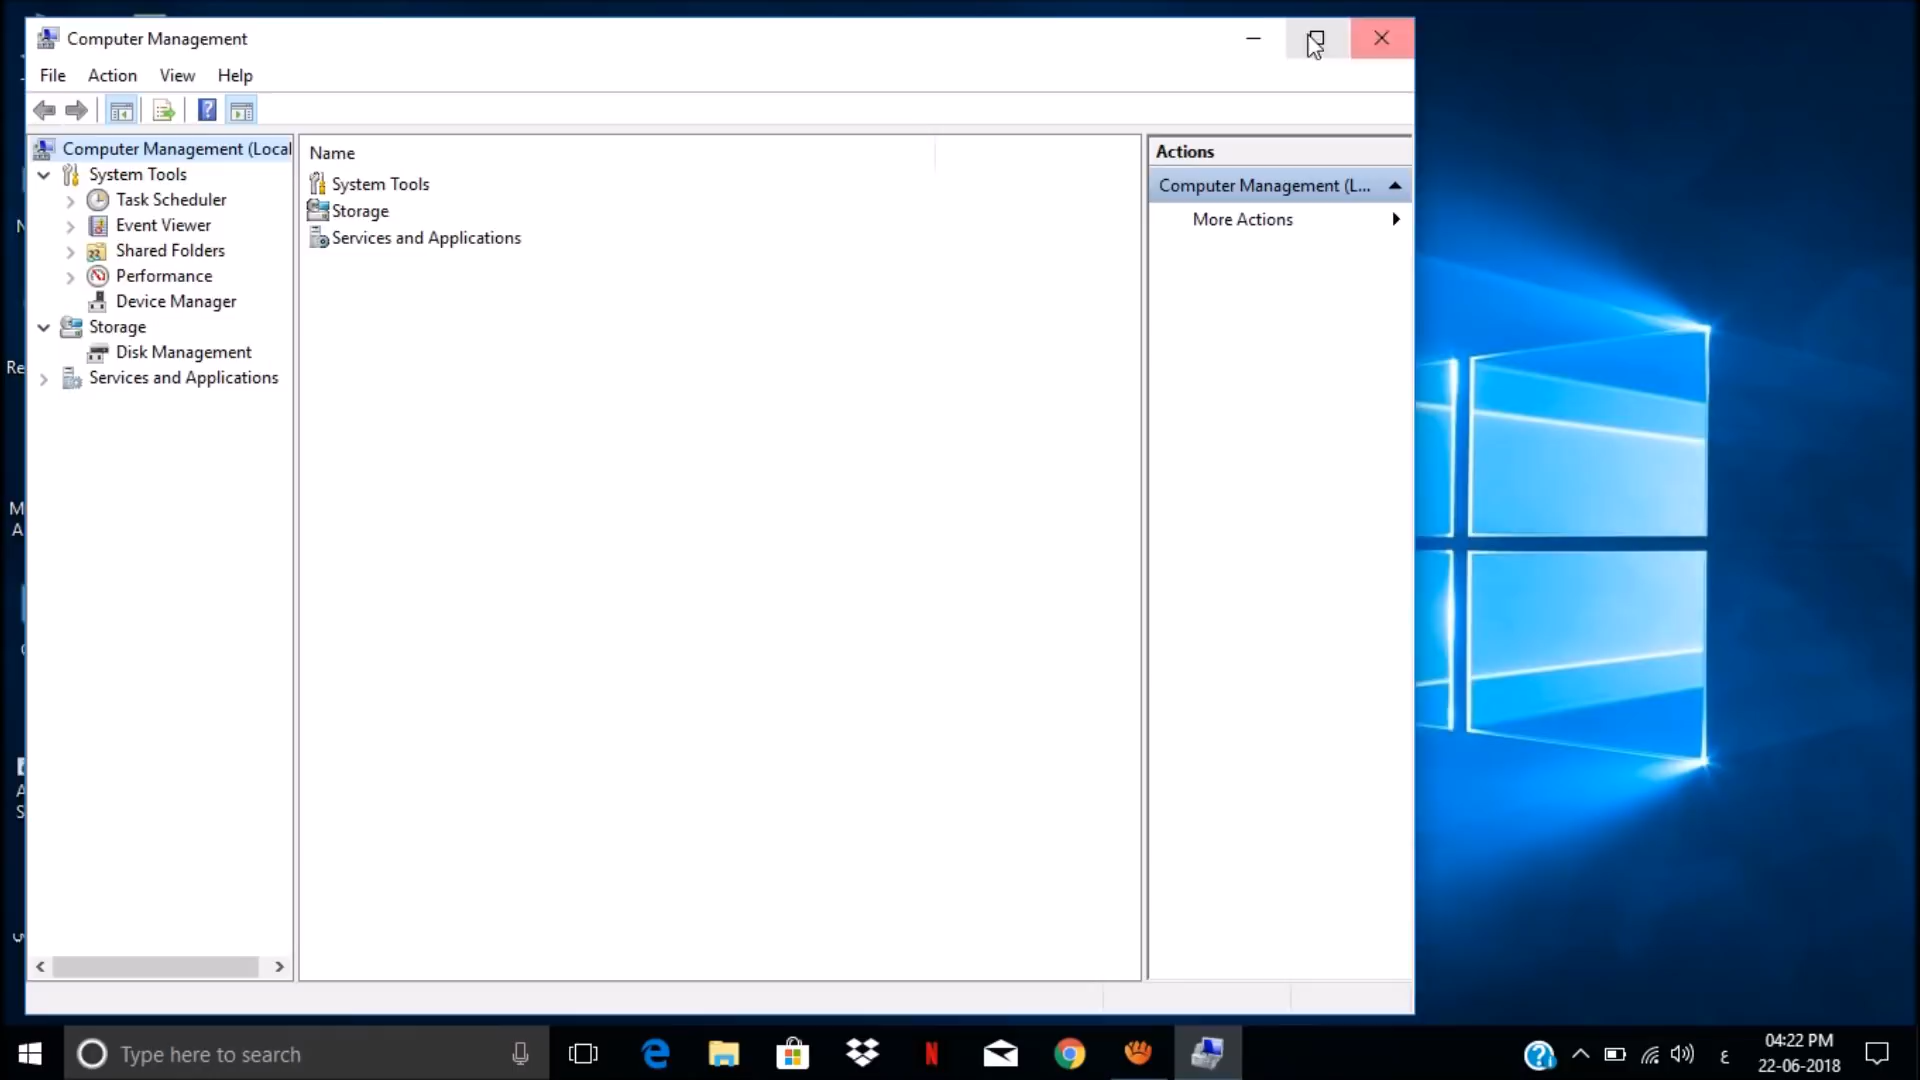 Computer Management
File Action View Help
Computer Management (Local
System Tools
Task Scheduler
Event Viewer
Shared Folders
Performance
Device Manager
Storage
Disk Management
Services and Applications
Name
System Tools
Storage
Services and Applications
Actions
Computer Management (L...
More Actions
N
Re
M
A
A
S
Type here to search
ع
04:22 PM
22-06-2018